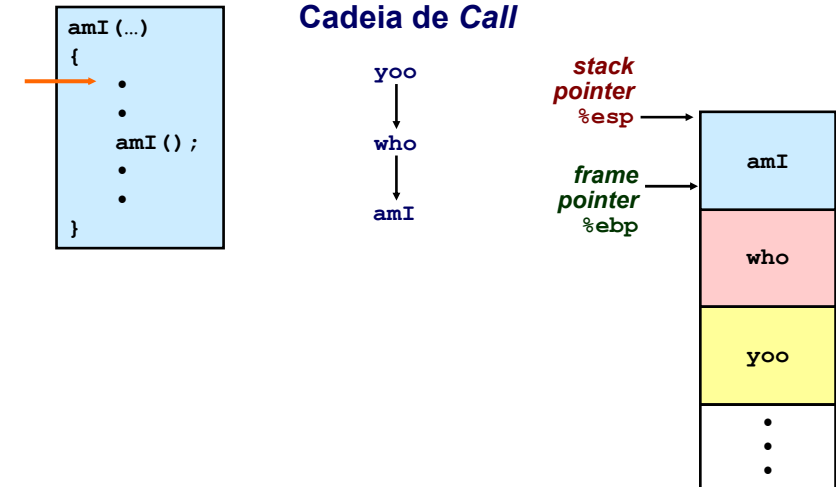 Cadeia de Call
amI(…)
{
•
•
amI();
•
•
}
yoo
who
amI
stack
pointer
%esp
frame
pointer
%ebp
amI
who
yoo
•
•
•